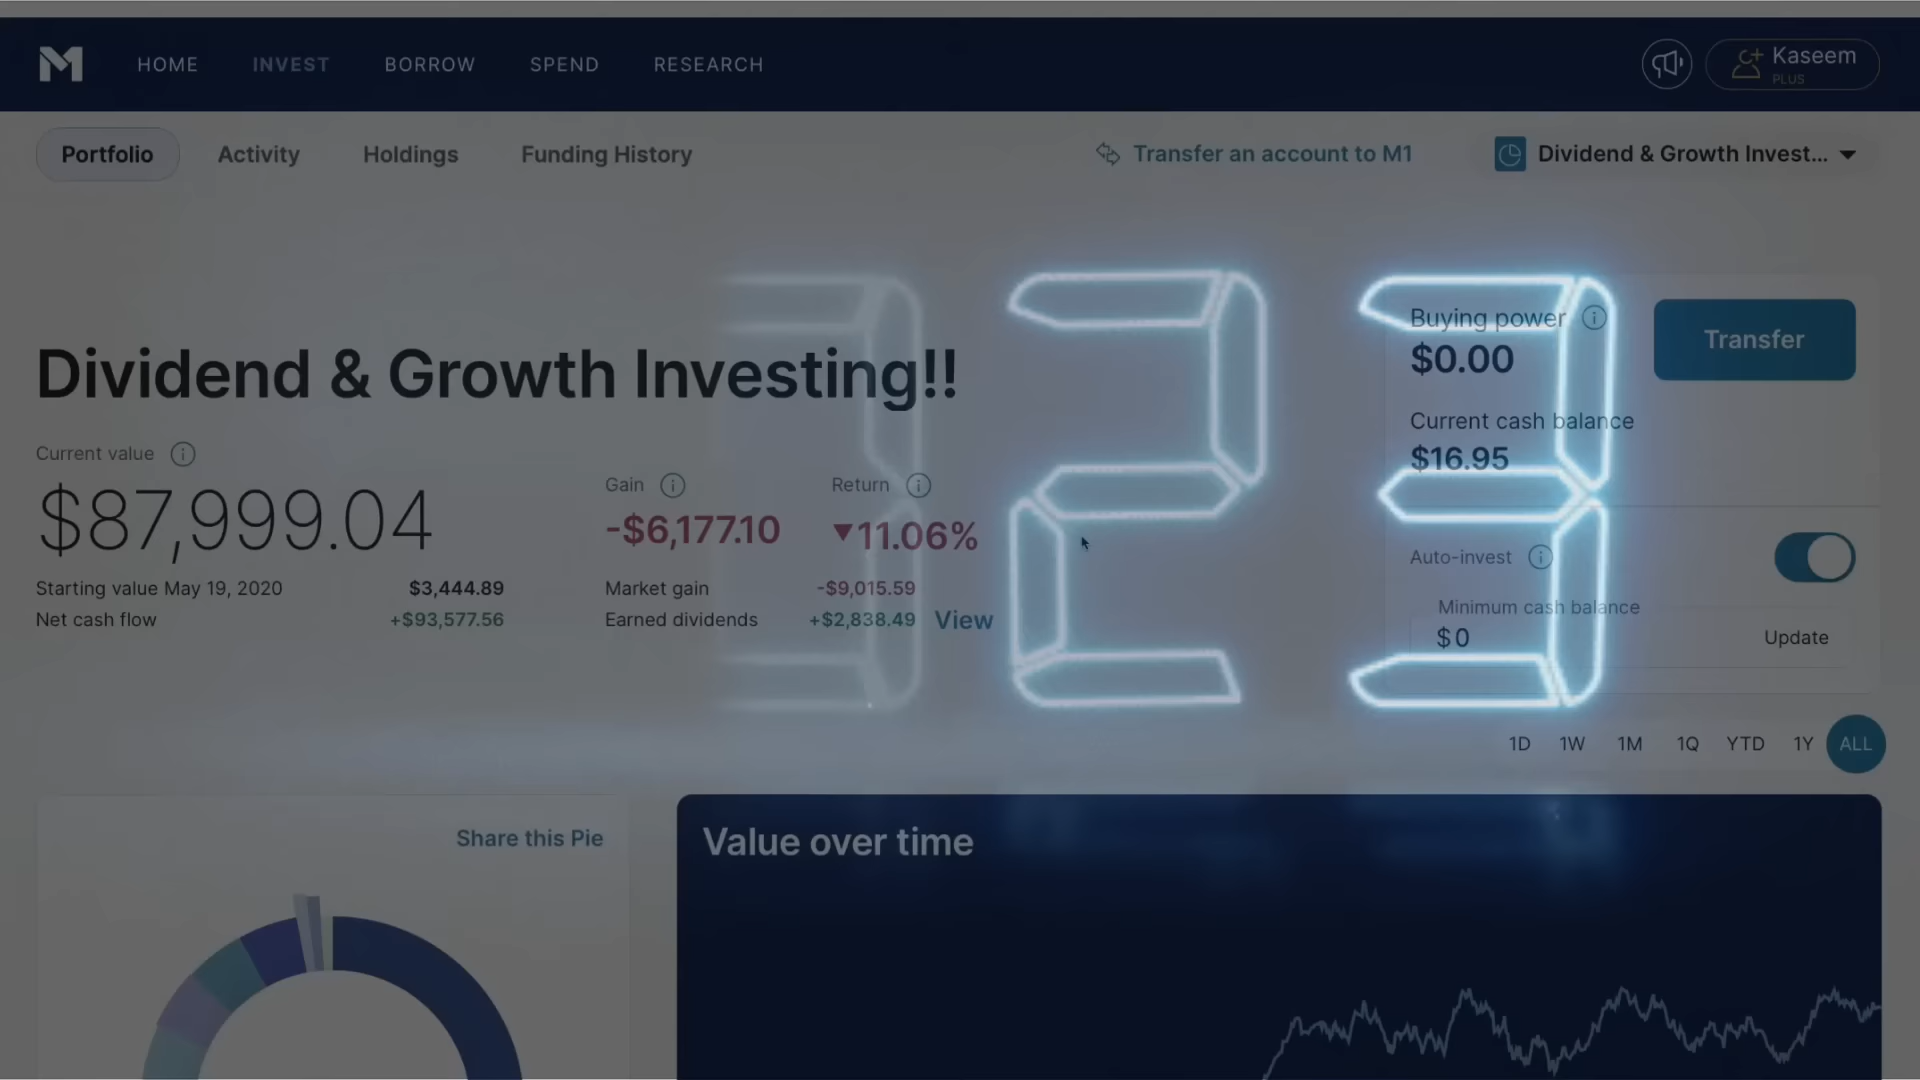 HOME INVEST BORROW SPEND RESEARCH
Kaseem
PLUS
Portfolio Activity Holdings Funding History
Transfer an account to M1
Dividend & Growth Invest...
323
Dividend & Growth Investing!!
Buying power
$0.00
Transfer
Current cash balance
$16.95
Current value
$87,999.04
Gain
-$6,177.10
Return
▼11.06%
Starting value May 19, 2020 $3,444.89
Net cash flow +$93,577.56
Market gain -$9,015.59
Earned dividends +$2,838.49 View
Auto-invest
Minimum cash balance
$0
Update
1D 1W 1M 1Q YTD 1Y ALL
Share this Pie
Value over time